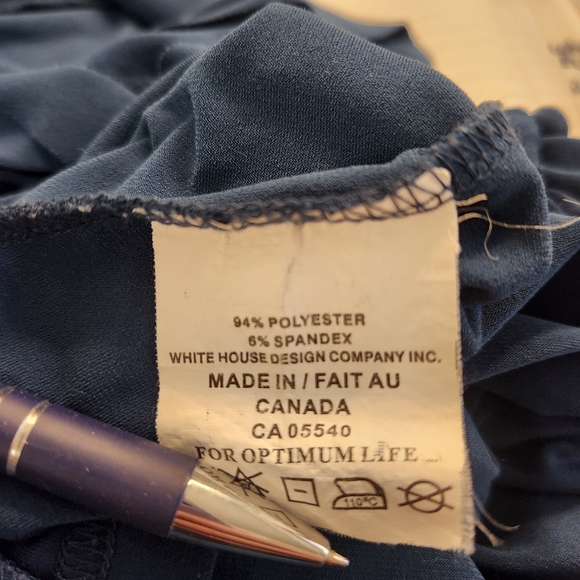 94% POLYESTER
6% SPANDEX
WHITE HOUSE DESIGN COMPANY INC.
MADE IN / FAIT AU
CANADA
CA 05540
FOR OPTIMUM LIFE
110°C